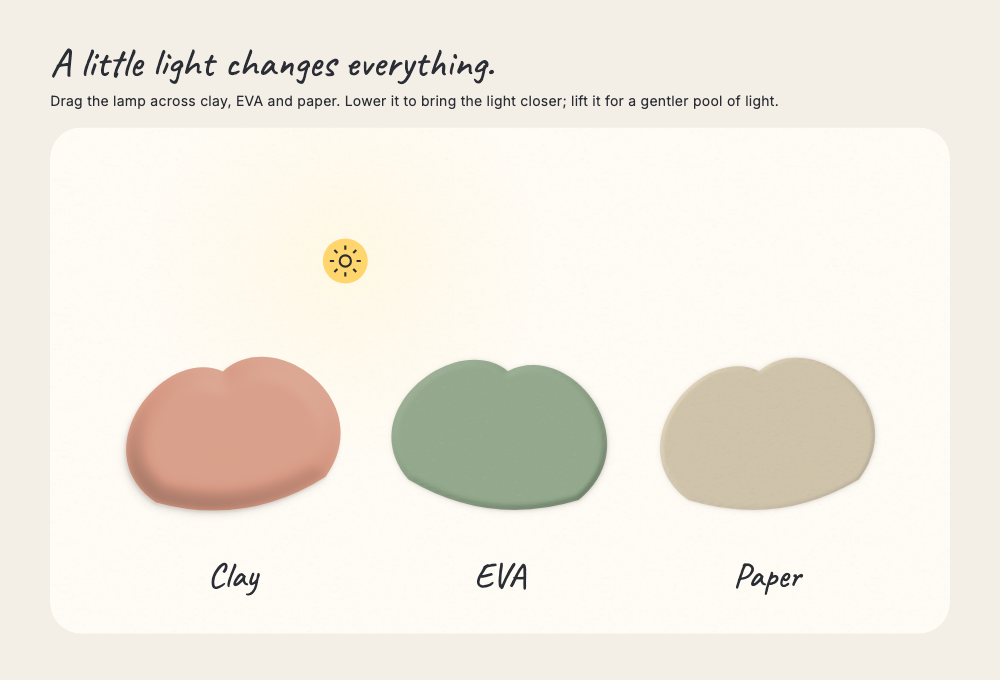 A little light changes everything.
Drag the lamp across clay, EVA and paper. Lower it to bring the light closer; lift it for a gentler pool of light.
Clay
EVA
Paper